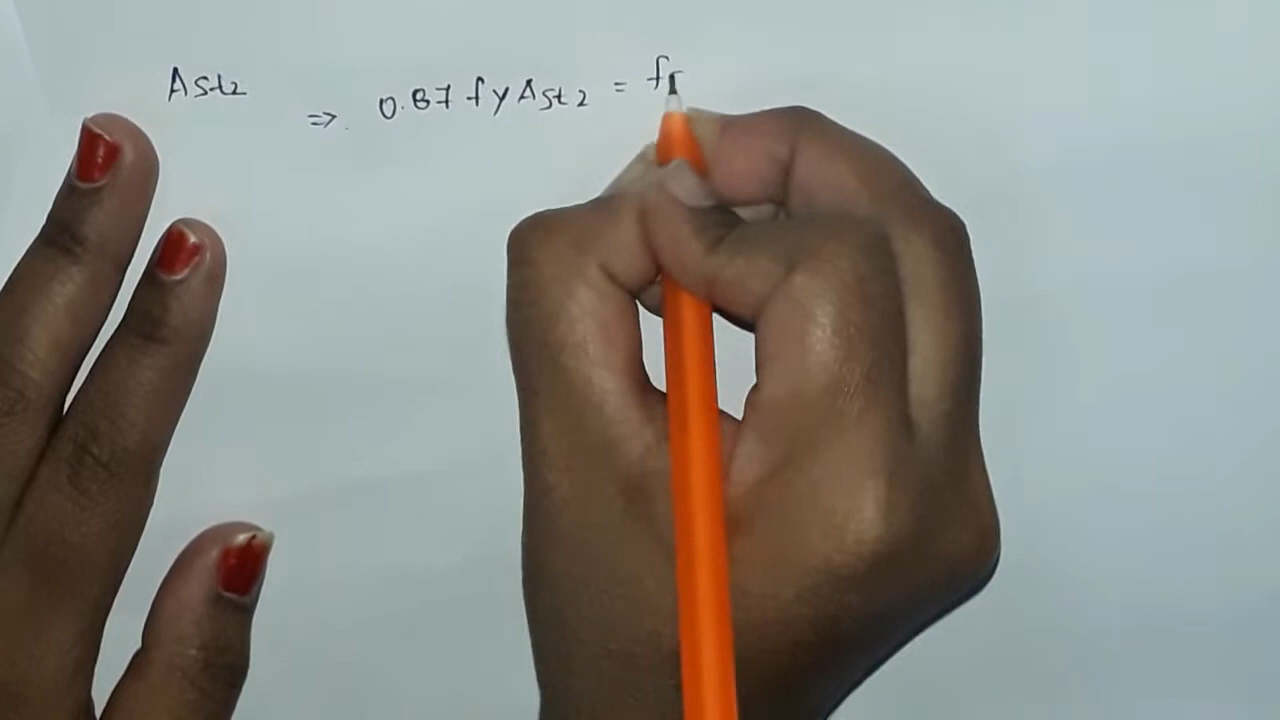 Ast2
⇒ 0.87 fy Ast2 = f